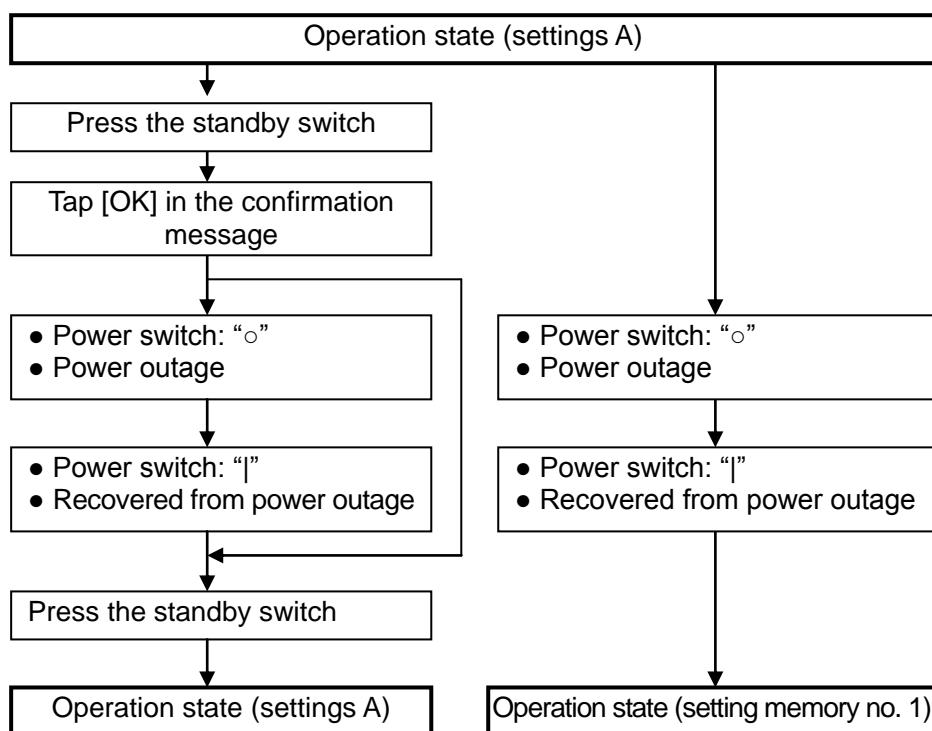 Operation state (settings A)
Press the standby switch
Tap [OK] in the confirmation
message
● Power switch: “○”
● Power outage
● Power switch: “|”
● Recovered from power outage
Press the standby switch
Operation state (settings A)
● Power switch: “○”
● Power outage
● Power switch: “|”
● Recovered from power outage
Operation state (setting memory no. 1)